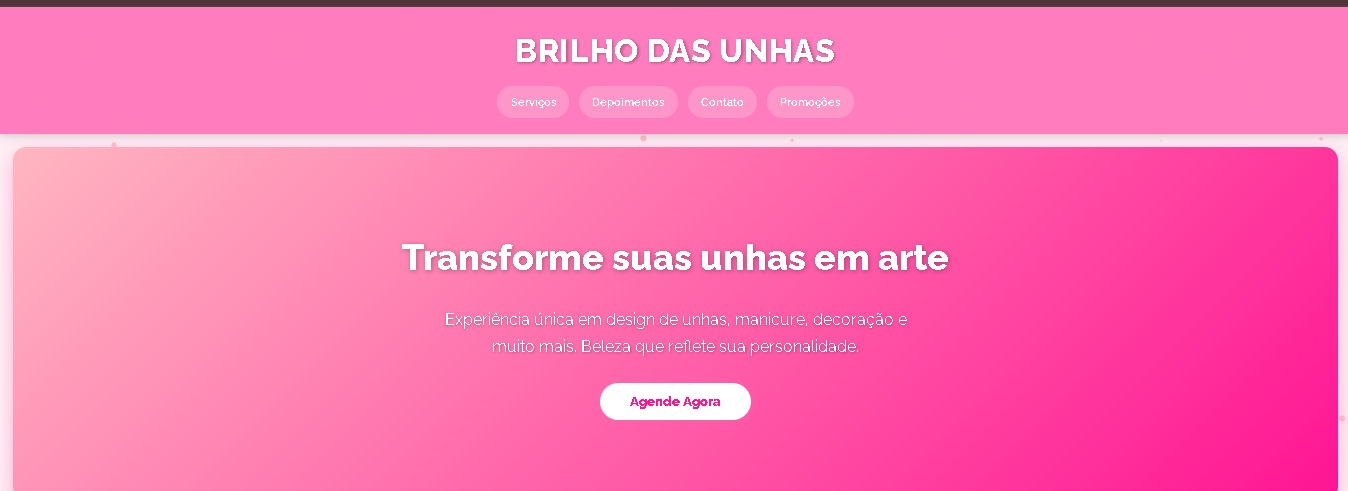 BRILHO DAS UNHAS
Serviços
Depoimentos
Contato
Promoções
Transforme suas unhas em arte
Experiência única em design de unhas, manicure, decoração e
muito mais. Beleza que reflete sua personalidade.
Agende Agora